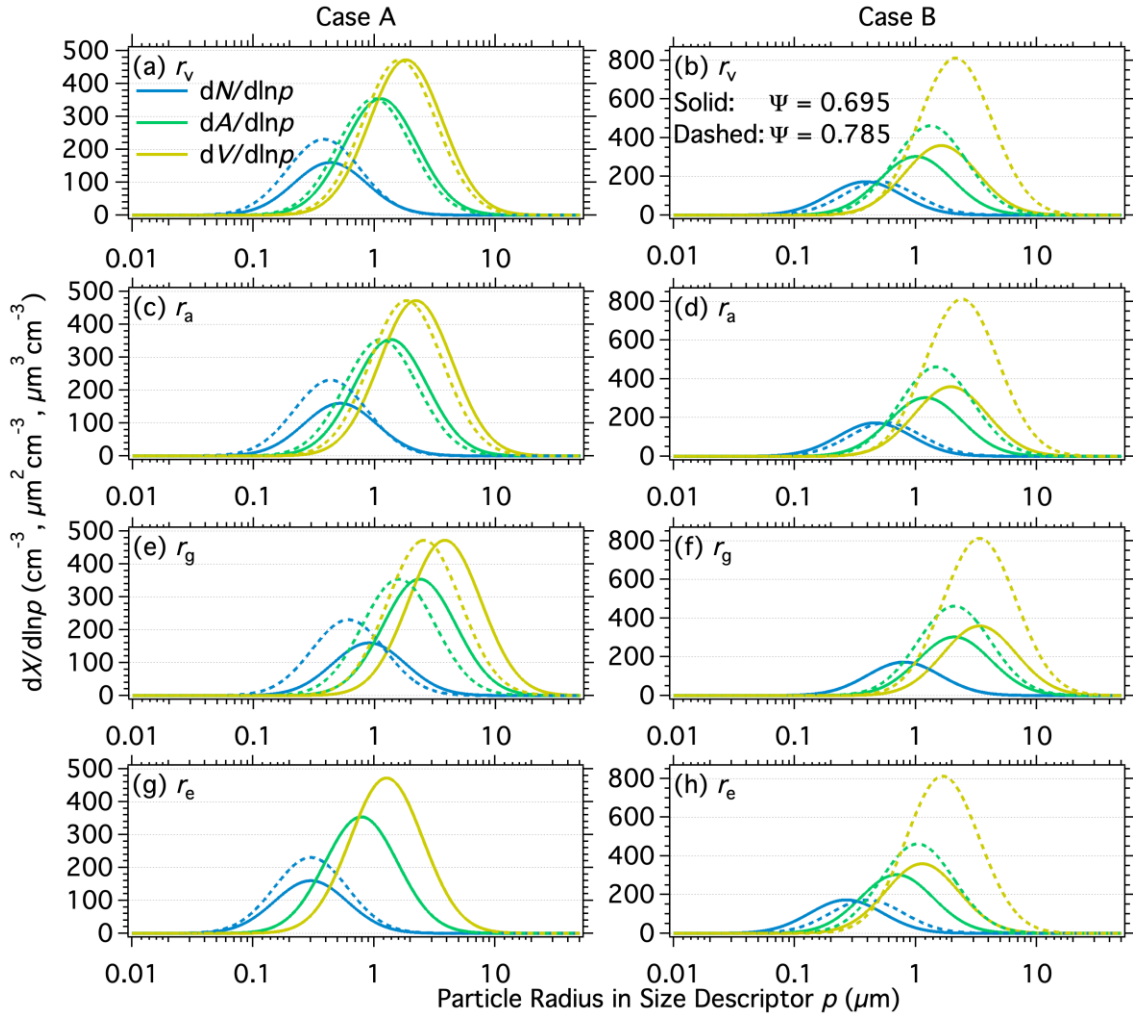 Case A
Case B
dX/dlnp (cm⁻³, μm² cm⁻³, μm³ cm⁻³)
(a) rᵥ
dN/dlnp
dA/dlnp
dV/dlnp
500
400
300
200
100
0
0.01 0.1 1 10
(b) rᵥ
Solid: Ψ = 0.695
Dashed: Ψ = 0.785
800
600
400
200
0
0.01 0.1 1 10
(c) rₐ
500
400
300
200
100
0
0.01 0.1 1 10
(d) rₐ
800
600
400
200
0
0.01 0.1 1 10
(e) r_g
500
400
300
200
100
0
0.01 0.1 1 10
(f) r_g
800
600
400
200
0
0.01 0.1 1 10
(g) rₑ
500
400
300
200
100
0
0.01 0.1 1 10
(h) rₑ
800
600
400
200
0
0.01 0.1 1 10
Particle Radius in Size Descriptor p (μm)